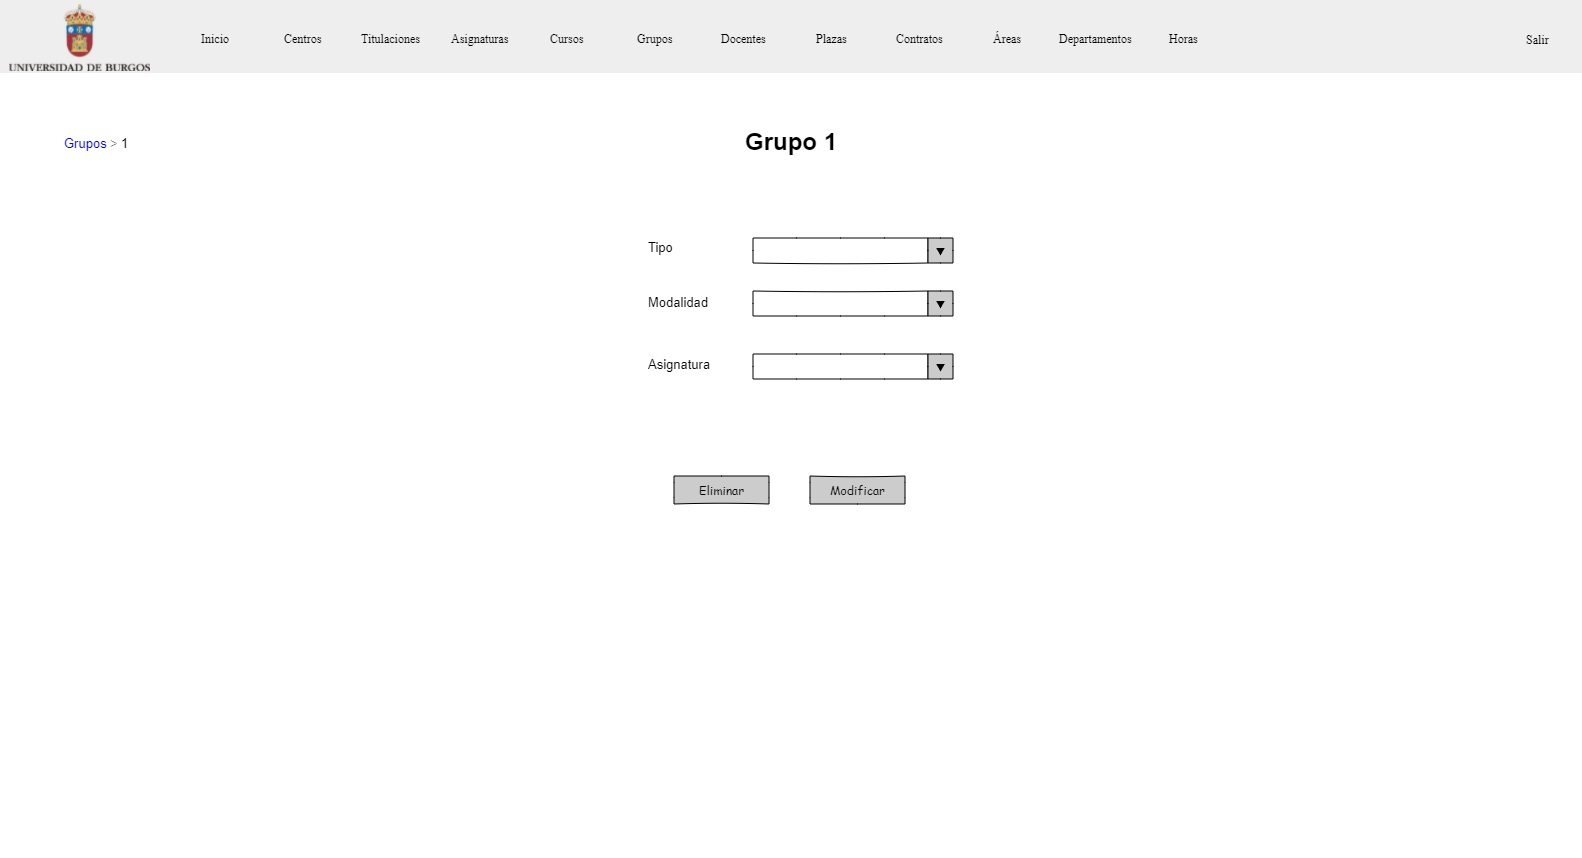 Inicio Centros Titulaciones Asignaturas Cursos Grupos Docentes Plazas Contratos Áreas Departamentos Horas Salir
UNIVERSIDAD DE BURGOS
Grupos > 1
Grupo 1
Tipo
Modalidad
Asignatura
Eliminar Modificar